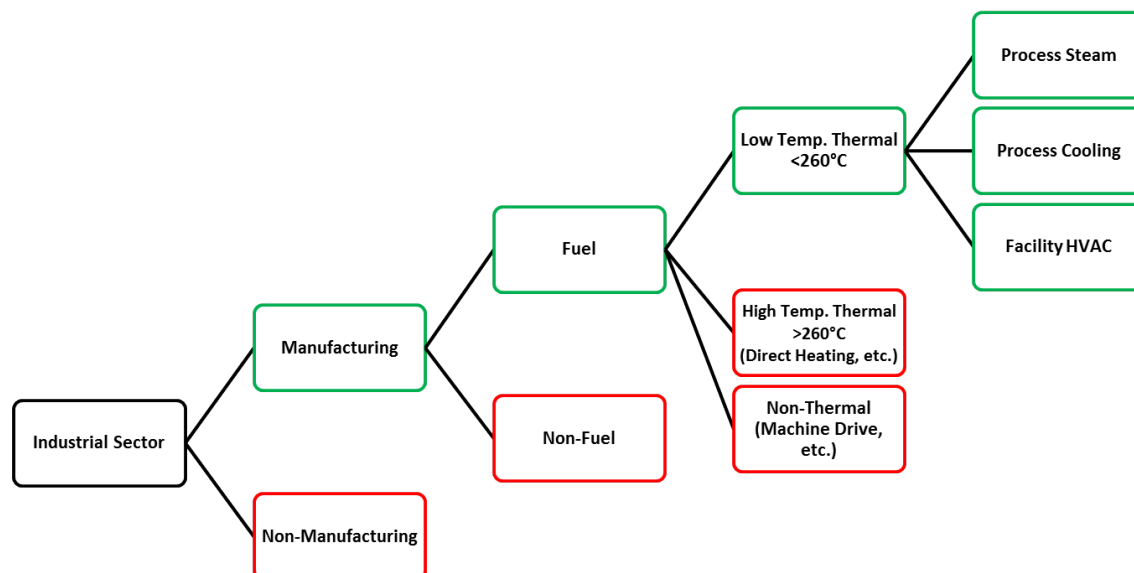 Industrial Sector
Manufacturing
Non-Manufacturing
Fuel
Non-Fuel
Low Temp. Thermal
<260°C
High Temp. Thermal
>260°C
(Direct Heating, etc.)
Non-Thermal
(Machine Drive,
etc.)
Process Steam
Process Cooling
Facility HVAC